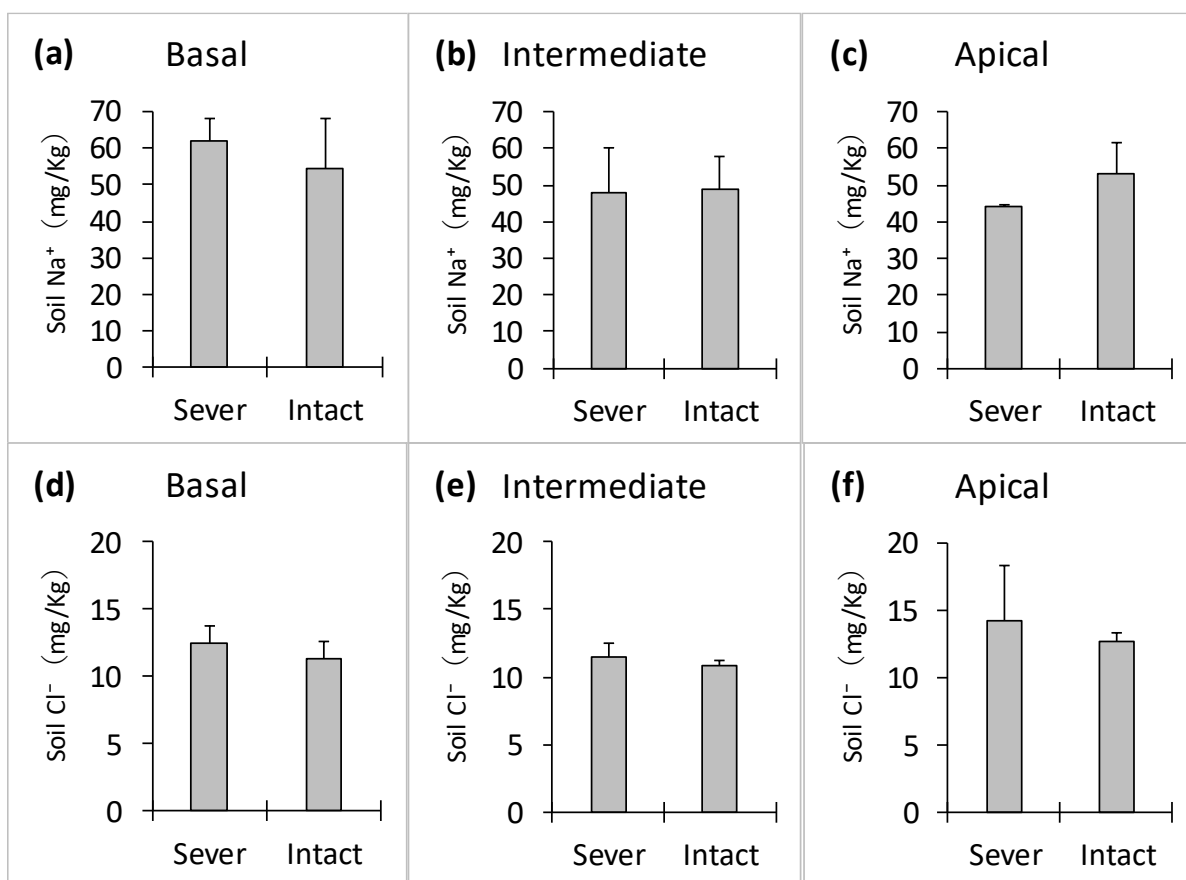 (a) Basal
Soil Na⁺（mg/Kg）
70
60
50
40
30
20
10
0
Sever Intact
(b) Intermediate
Soil Na⁺（mg/Kg）
70
60
50
40
30
20
10
0
Sever Intact
(c) Apical
Soil Na⁺（mg/Kg）
70
60
50
40
30
20
10
0
Sever Intact
(d) Basal
Soil Cl⁻（mg/Kg）
20
15
10
5
0
Sever Intact
(e) Intermediate
Soil Cl⁻（mg/Kg）
20
15
10
5
0
Sever Intact
(f) Apical
Soil Cl⁻（mg/Kg）
20
15
10
5
0
Sever Intact